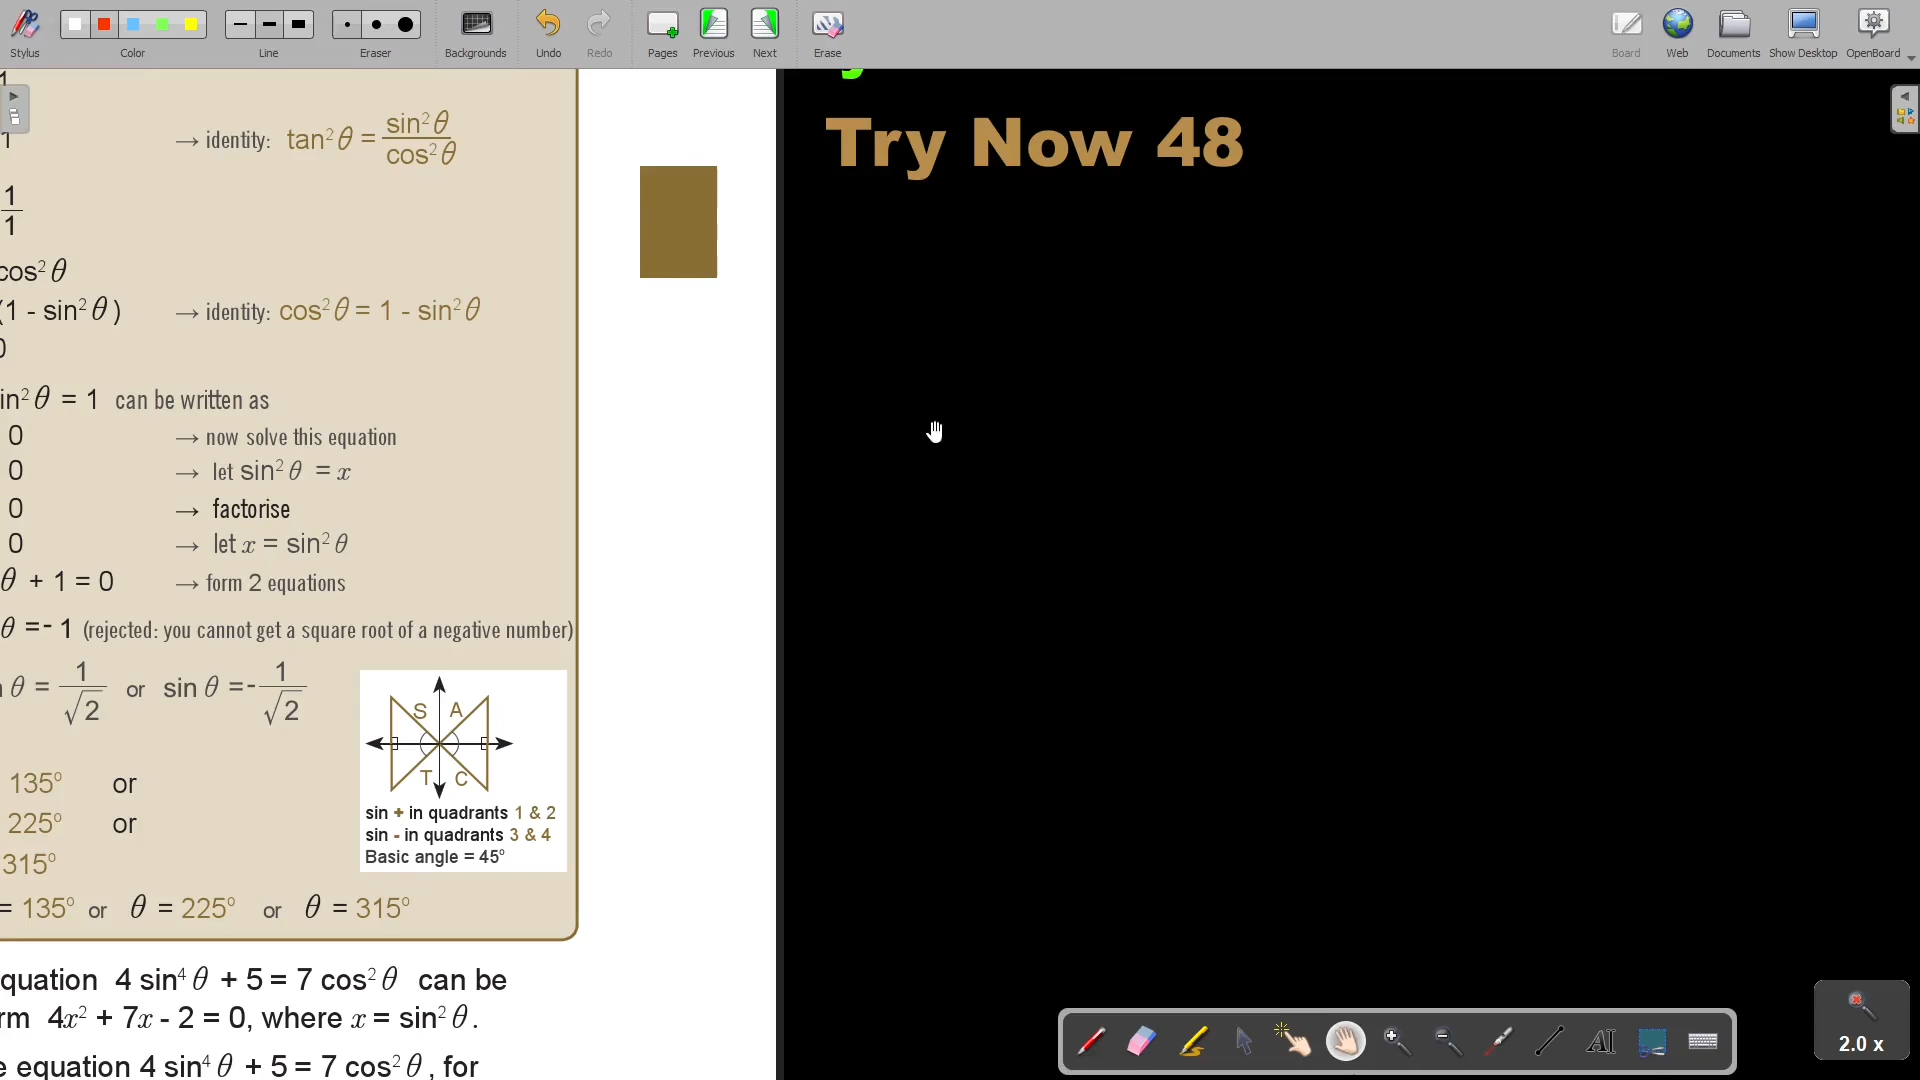 Stylus
Color
Line
Eraser
Backgrounds
Undo
Redo
Pages
Previous
Next
Erase
Board
Web
Documents
Show Desktop
OpenBoard
1
1 → identity: tan²θ = sin²θ / cos²θ
1
1
cos²θ
(1 - sin²θ) → identity: cos²θ = 1 - sin²θ
0
in²θ = 1 can be written as
0 → now solve this equation
0 → let sin²θ = x
0 → factorise
0 → let x = sin²θ
θ + 1 = 0 → form 2 equations
θ = - 1 (rejected: you cannot get a square root of a negative number)
θ = 1/√2 or sin θ = - 1/√2
S A
T C
sin + in quadrants 1 & 2
sin - in quadrants 3 & 4
Basic angle = 45°
135° or
225° or
315°
= 135° or θ = 225° or θ = 315°
quation 4 sin⁴θ + 5 = 7 cos²θ can be
rm 4x² + 7x - 2 = 0, where x = sin²θ.
e equation 4 sin⁴θ + 5 = 7 cos²θ, for
Try Now 48
AI
2.0 x